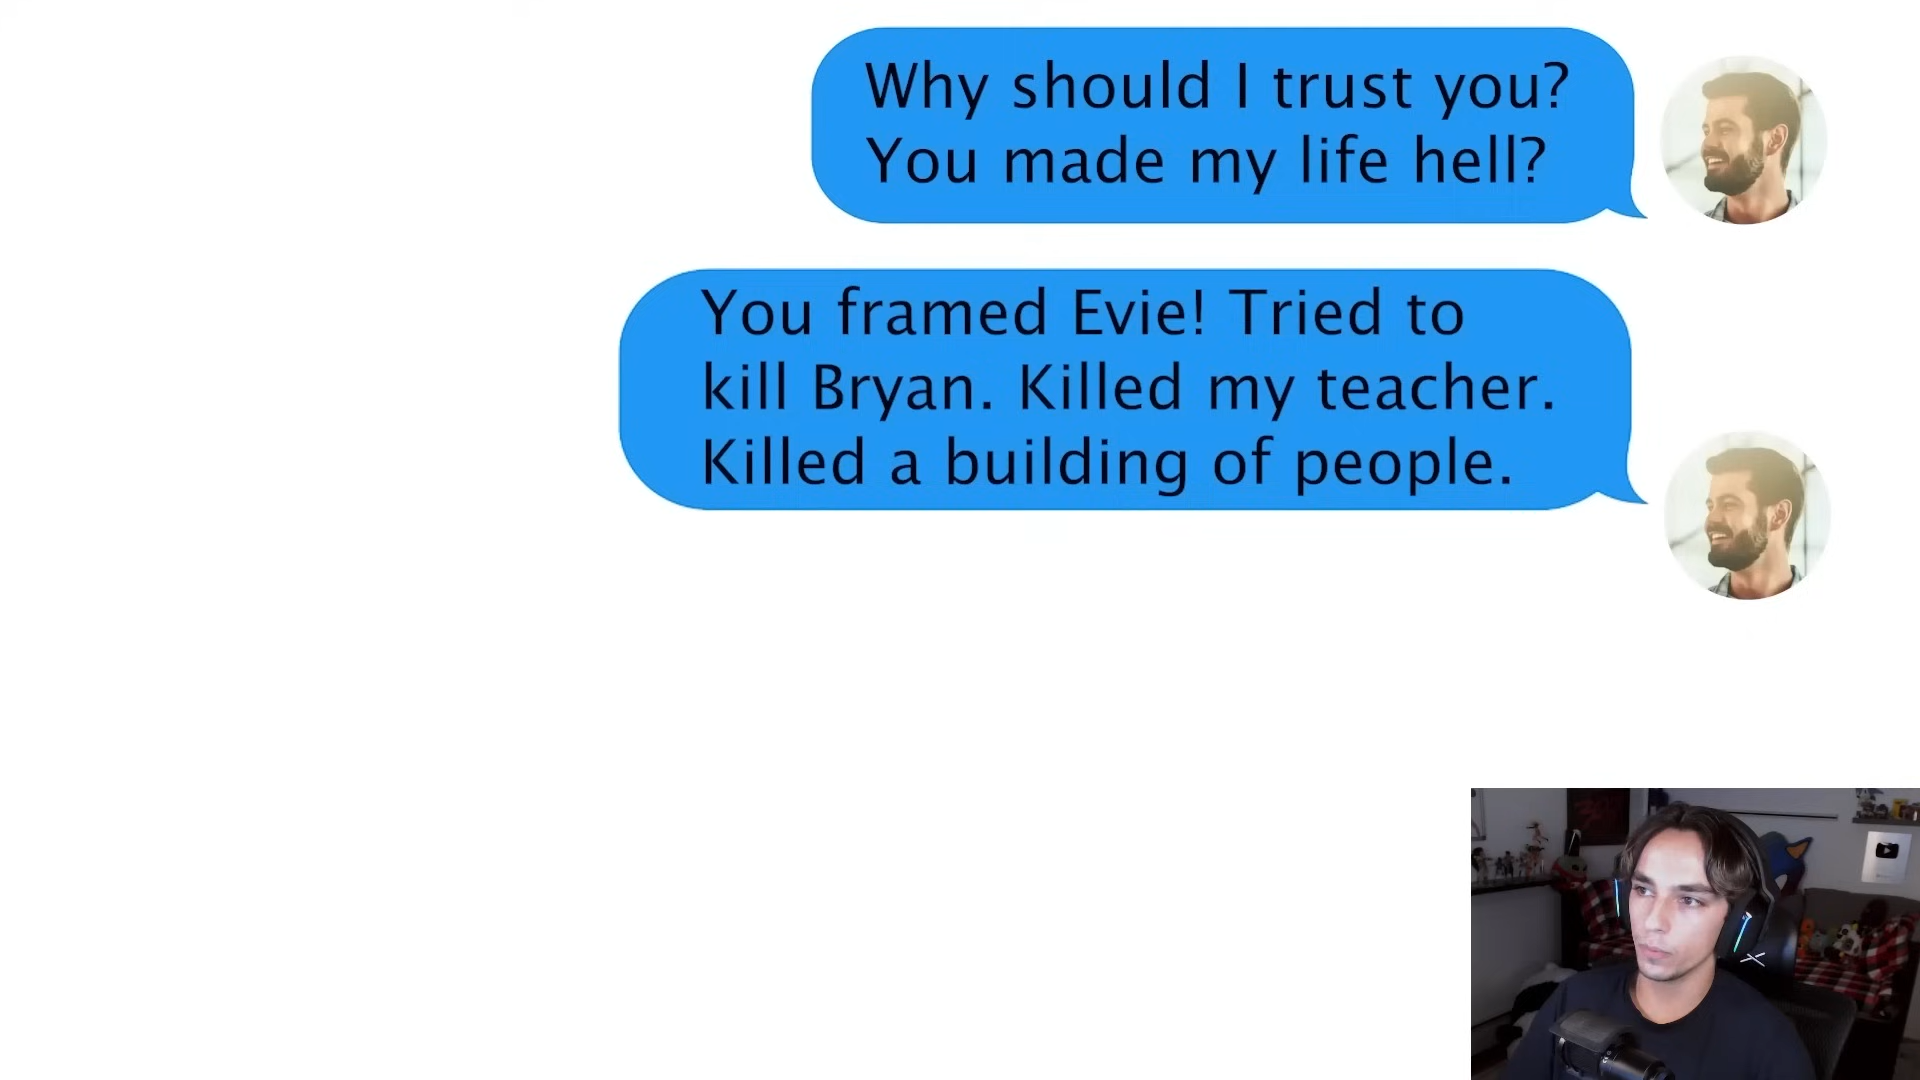 Why should I trust you?
You made my life hell?
You framed Evie! Tried to
kill Bryan. Killed my teacher.
Killed a building of people.